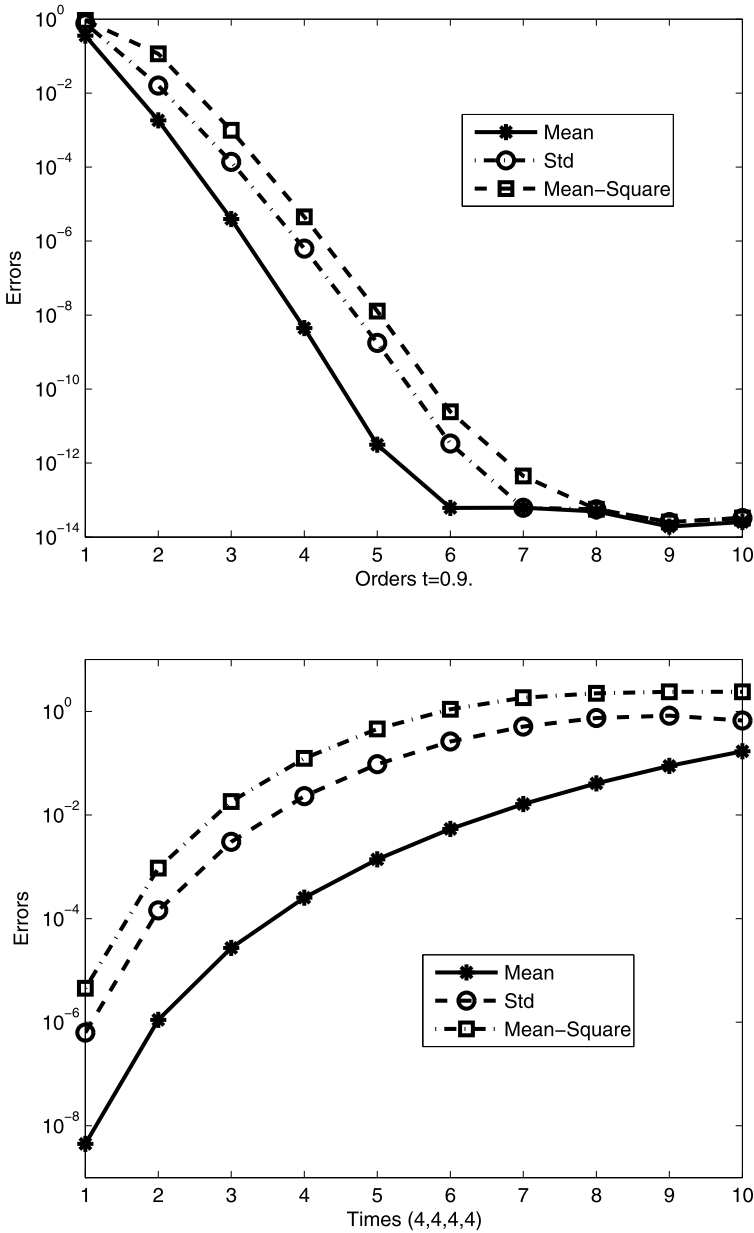 10^0
10^−2
10^−4
10^−6
10^−8
10^−10
10^−12
10^−14
Errors
Mean
Std
Mean−Square
1 2 3 4 5 6 7 8 9 10
Orders t=0.9.
10^0
10^−2
10^−4
10^−6
10^−8
Errors
Mean
Std
Mean−Square
1 2 3 4 5 6 7 8 9 10
Times (4,4,4,4)